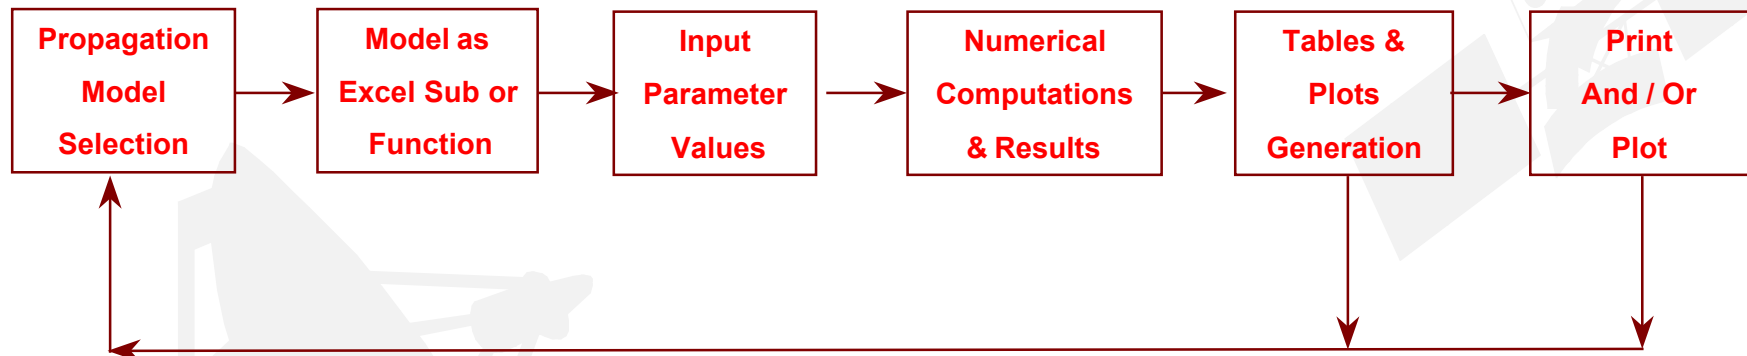 Propagation
Model
Selection
Model as
Excel Sub or
Function
Input
Parameter
Values
Numerical
Computations
& Results
Tables &
Plots
Generation
Print
And / Or
Plot